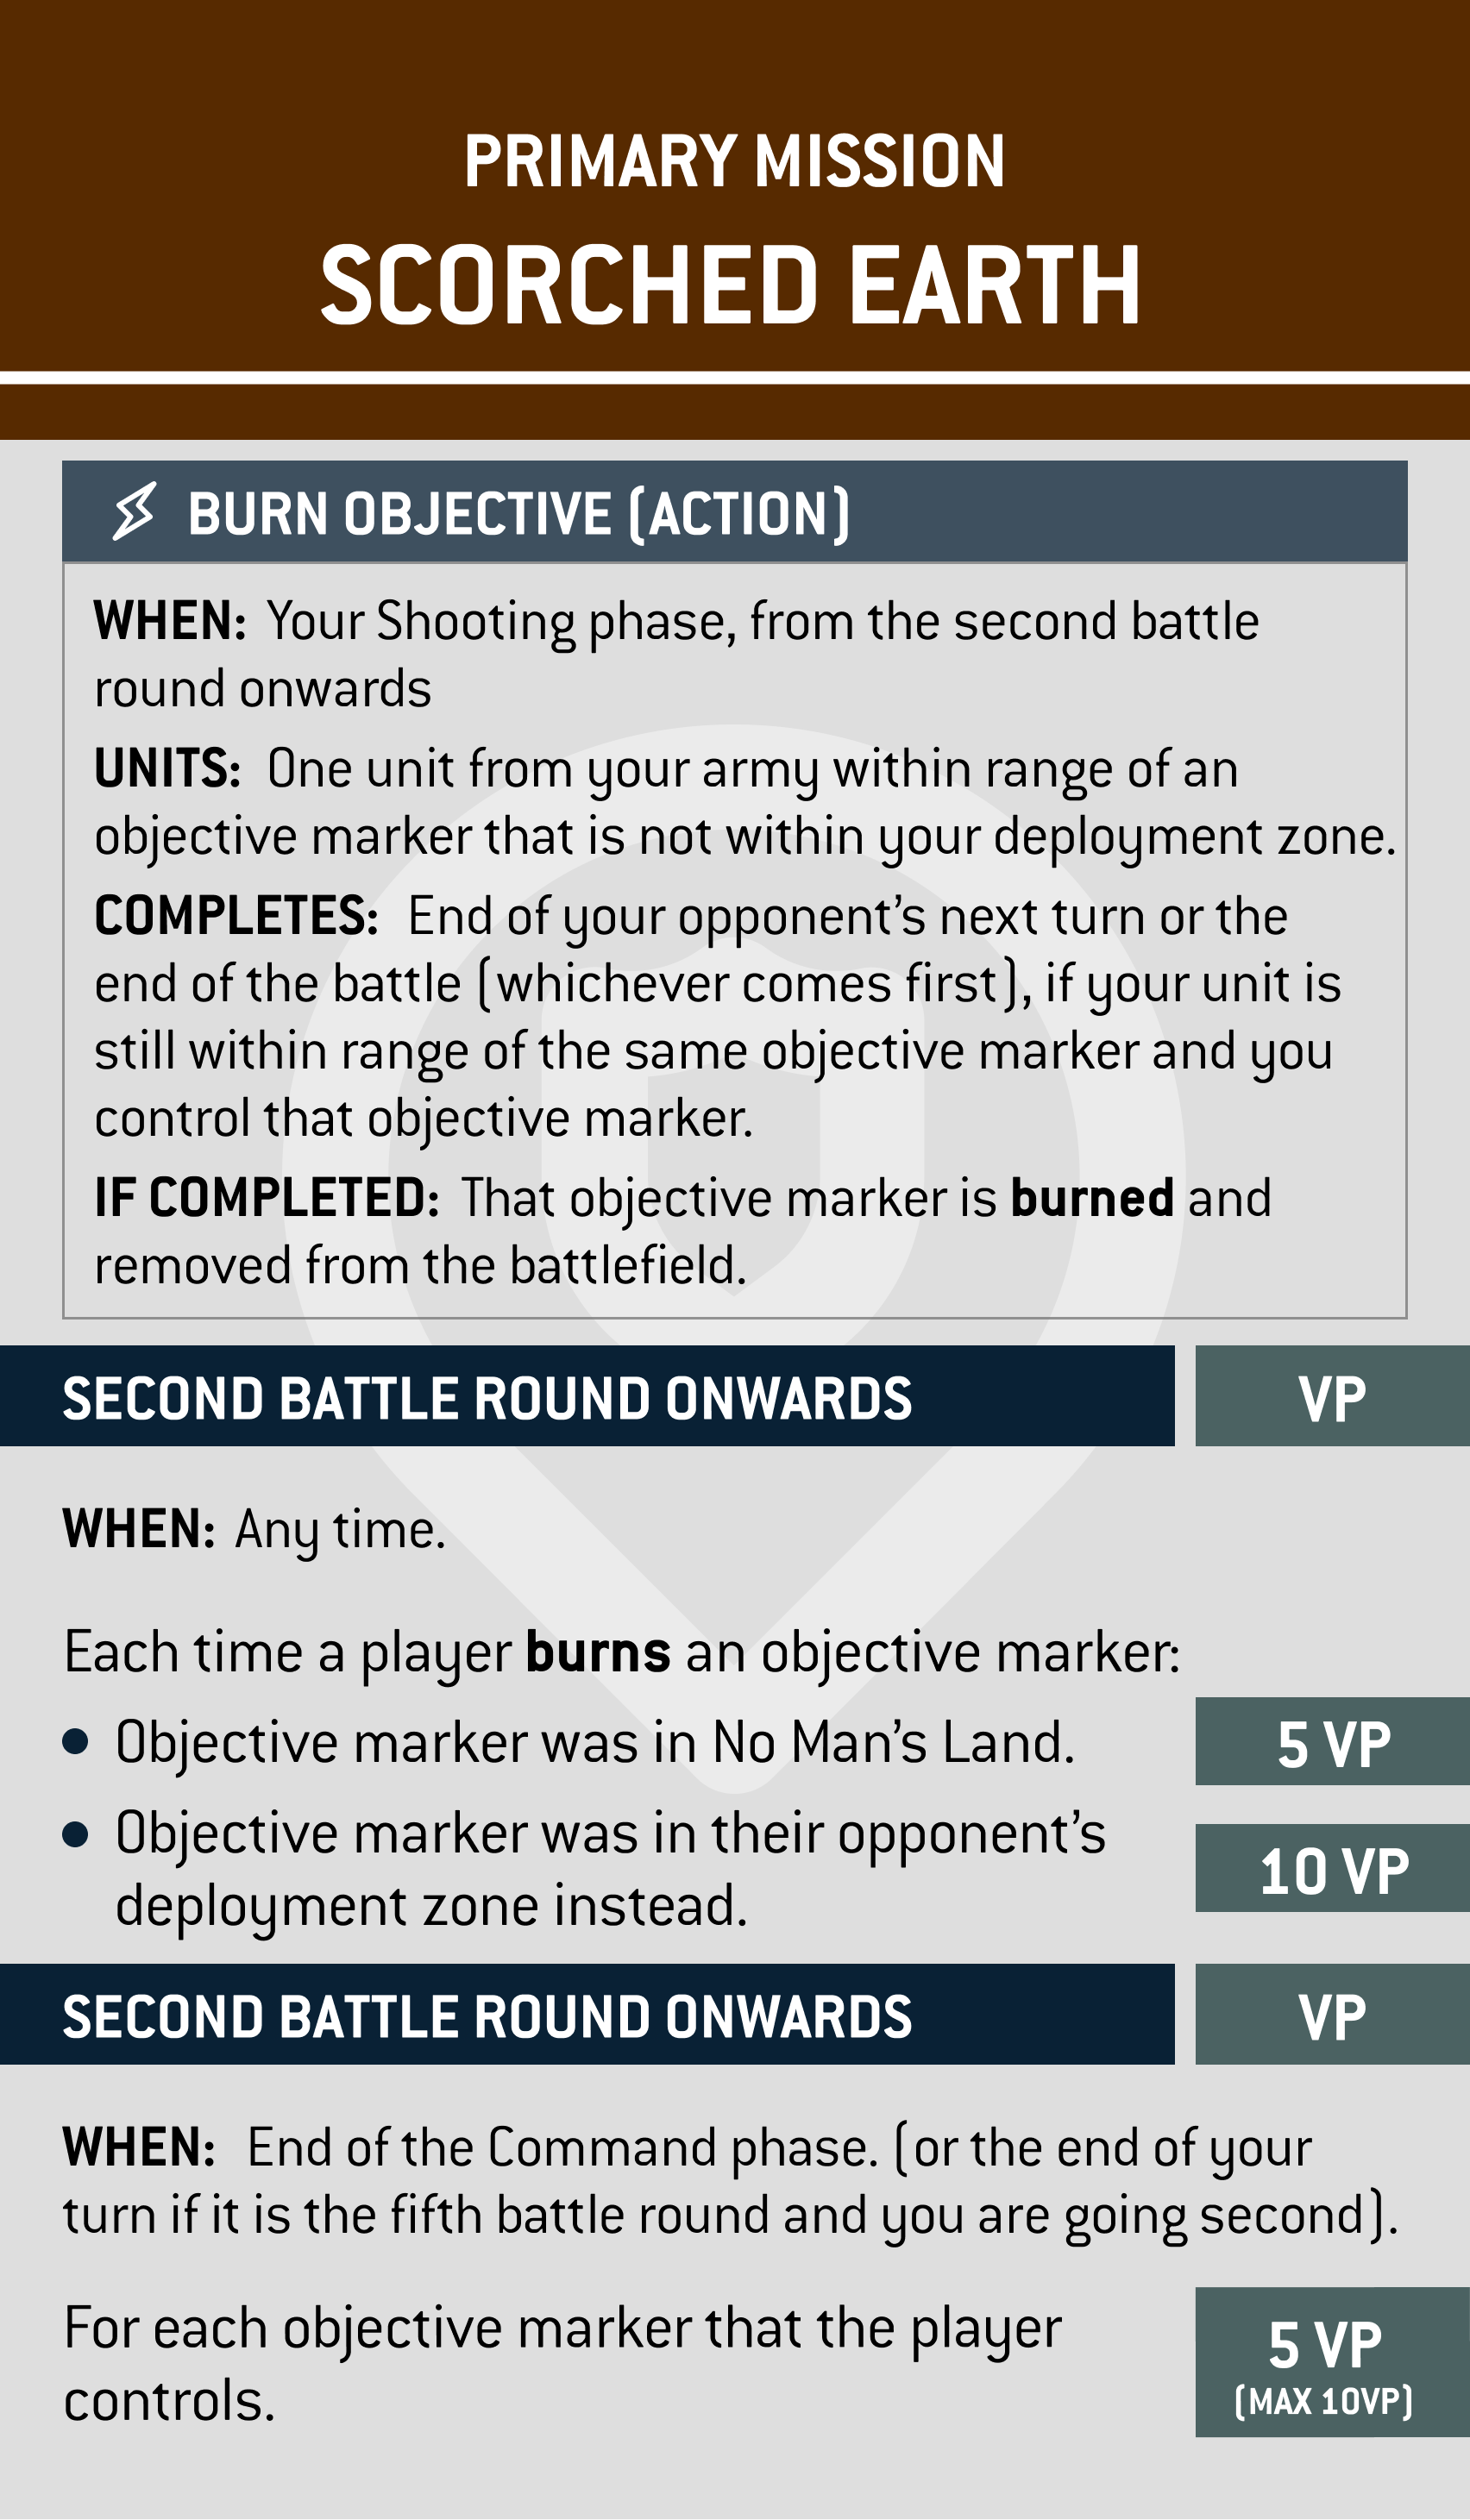 PRIMARY MISSION
SCORCHED EARTH
BURN OBJECTIVE (ACTION)
WHEN: Your Shooting phase, from the second battle
round onwards
UNITS: One unit from your army within range of an
objective marker that is not within your deployment zone.
COMPLETES: End of your opponent’s next turn or the
end of the battle (whichever comes first), if your unit is
still within range of the same objective marker and you
control that objective marker.
IF COMPLETED: That objective marker is burned and
removed from the battlefield.
SECOND BATTLE ROUND ONWARDS VP
WHEN: Any time.
Each time a player burns an objective marker:
• Objective marker was in No Man’s Land. 5 VP
• Objective marker was in their opponent’s
deployment zone instead. 10 VP
SECOND BATTLE ROUND ONWARDS VP
WHEN: End of the Command phase. (or the end of your
turn if it is the fifth battle round and you are going second).
For each objective marker that the player
controls.
5 VP
(MAX 10VP)